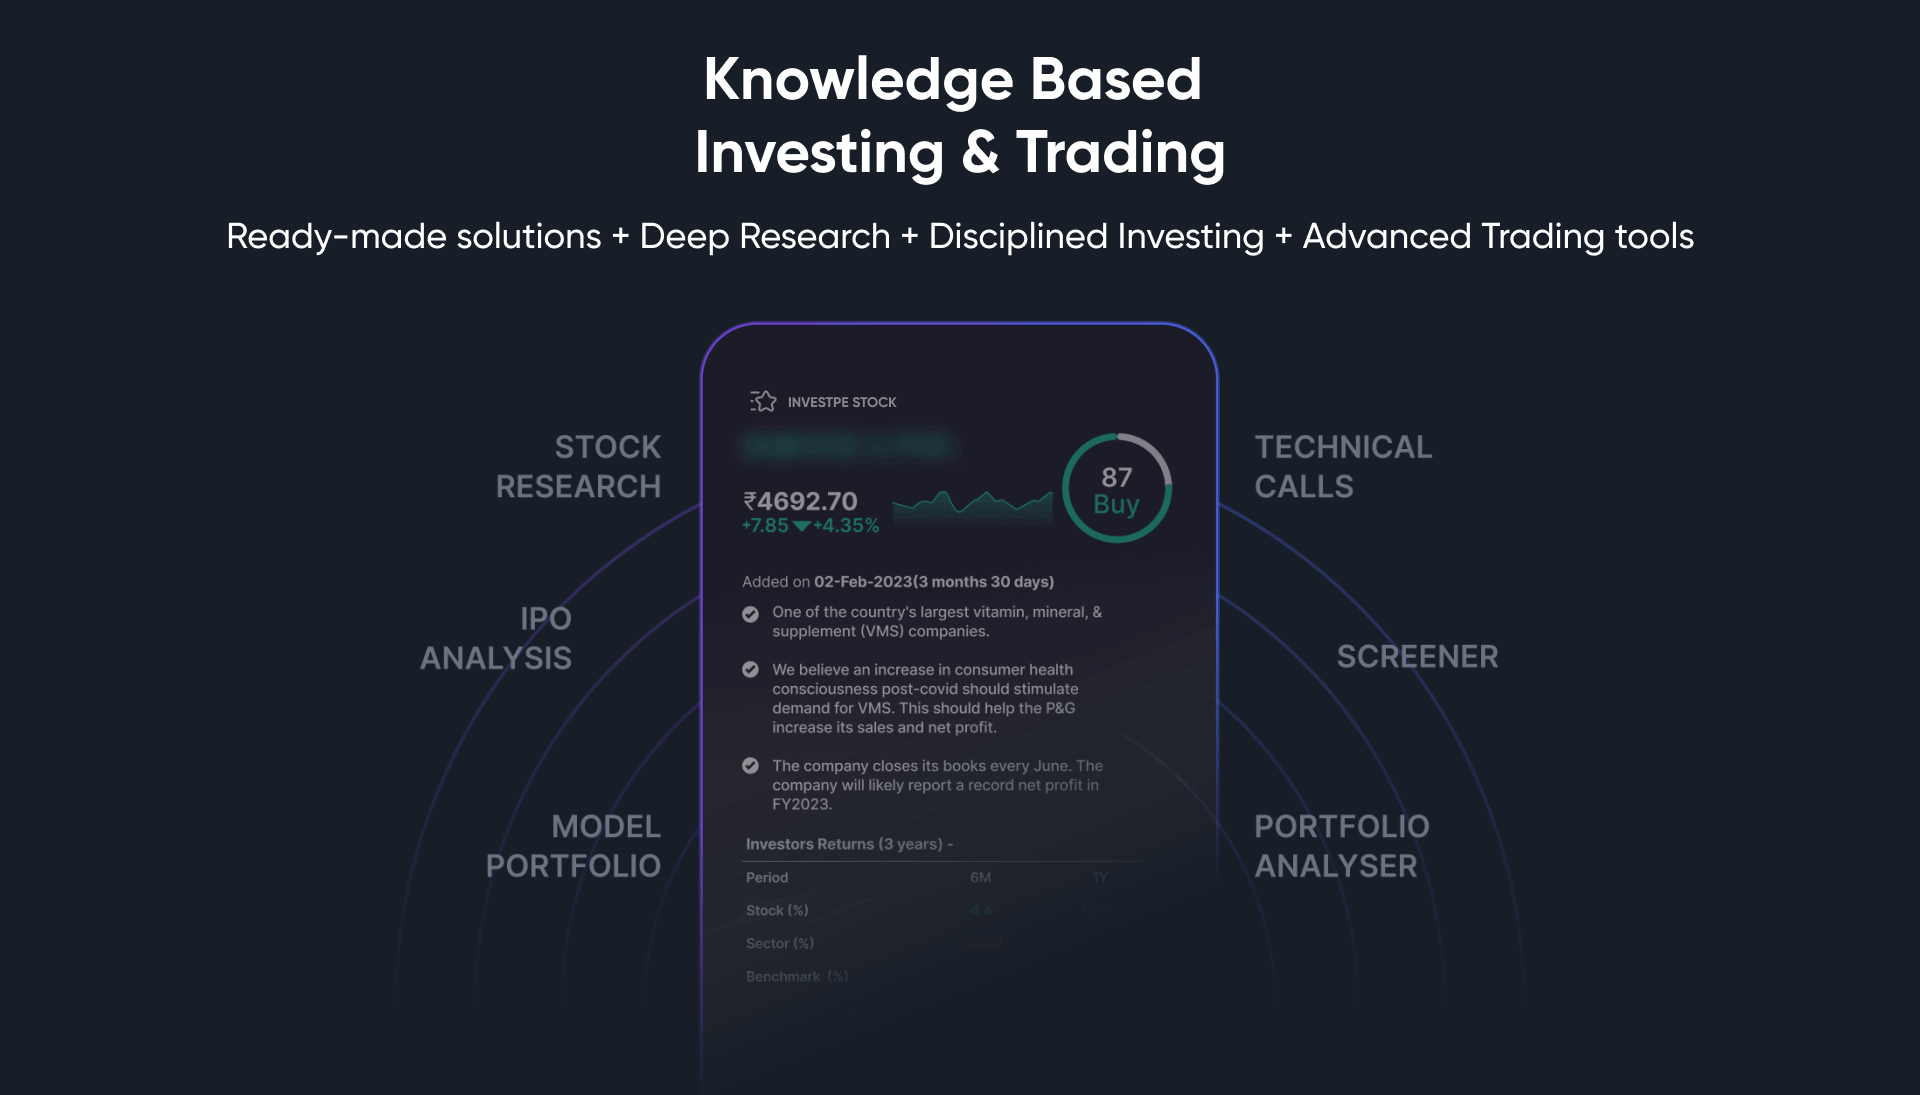 Knowledge Based
Investing & Trading
Ready-made solutions + Deep Research + Disciplined Investing + Advanced Trading tools
STOCK
RESEARCH
IPO
ANALYSIS
MODEL
PORTFOLIO
INVESTPE STOCK
₹4692.70
+7.85▼+4.35%
87
Buy
Added on 02-Feb-2023(3 months 30 days)
One of the country's largest vitamin, mineral, &
supplement (VMS) companies.
We believe an increase in consumer health
consciousness post-covid should stimulate
demand for VMS. This should help the P&G
increase its sales and net profit.
The company closes its books every June. The
company will likely report a record net profit in
FY2023.
Investors Returns (3 years) -
Period 6M 1Y
Stock (%) 4.4
Sector (%)
Benchmark (%)
TECHNICAL
CALLS
SCREENER
PORTFOLIO
ANALYSER